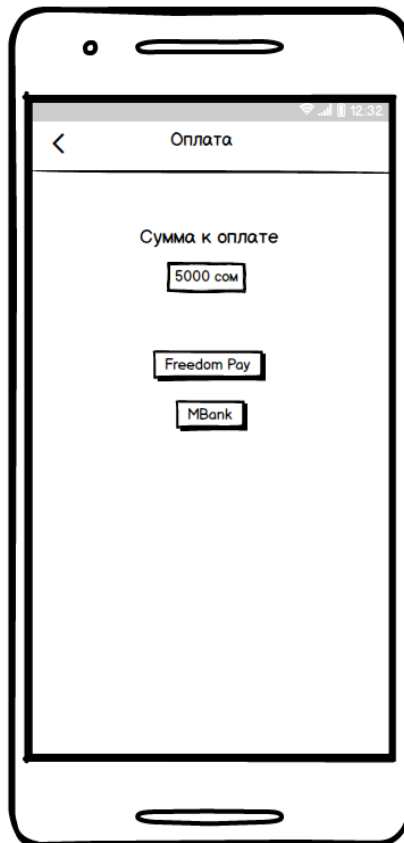 12:32
Оплата
Сумма к оплате
5000 сом
Freedom Pay
MBank